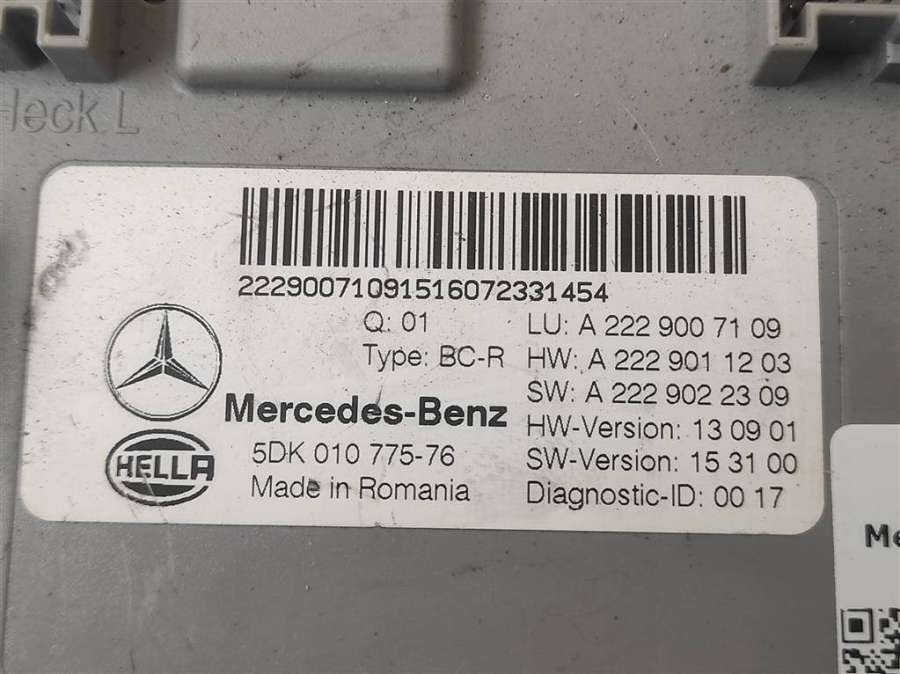 Heck L
222900710915160​72331454
Q: 01
Type: BC-R
LU: A 222 900 71 09
HW: A 222 901 12 03
SW: A 222 902 23 09
HW-Version: 13 09 01
SW-Version: 15 31 00
Diagnostic-ID: 00 17
Mercedes-Benz
HELLA
5DK 010 775-76
Made in Romania
Me